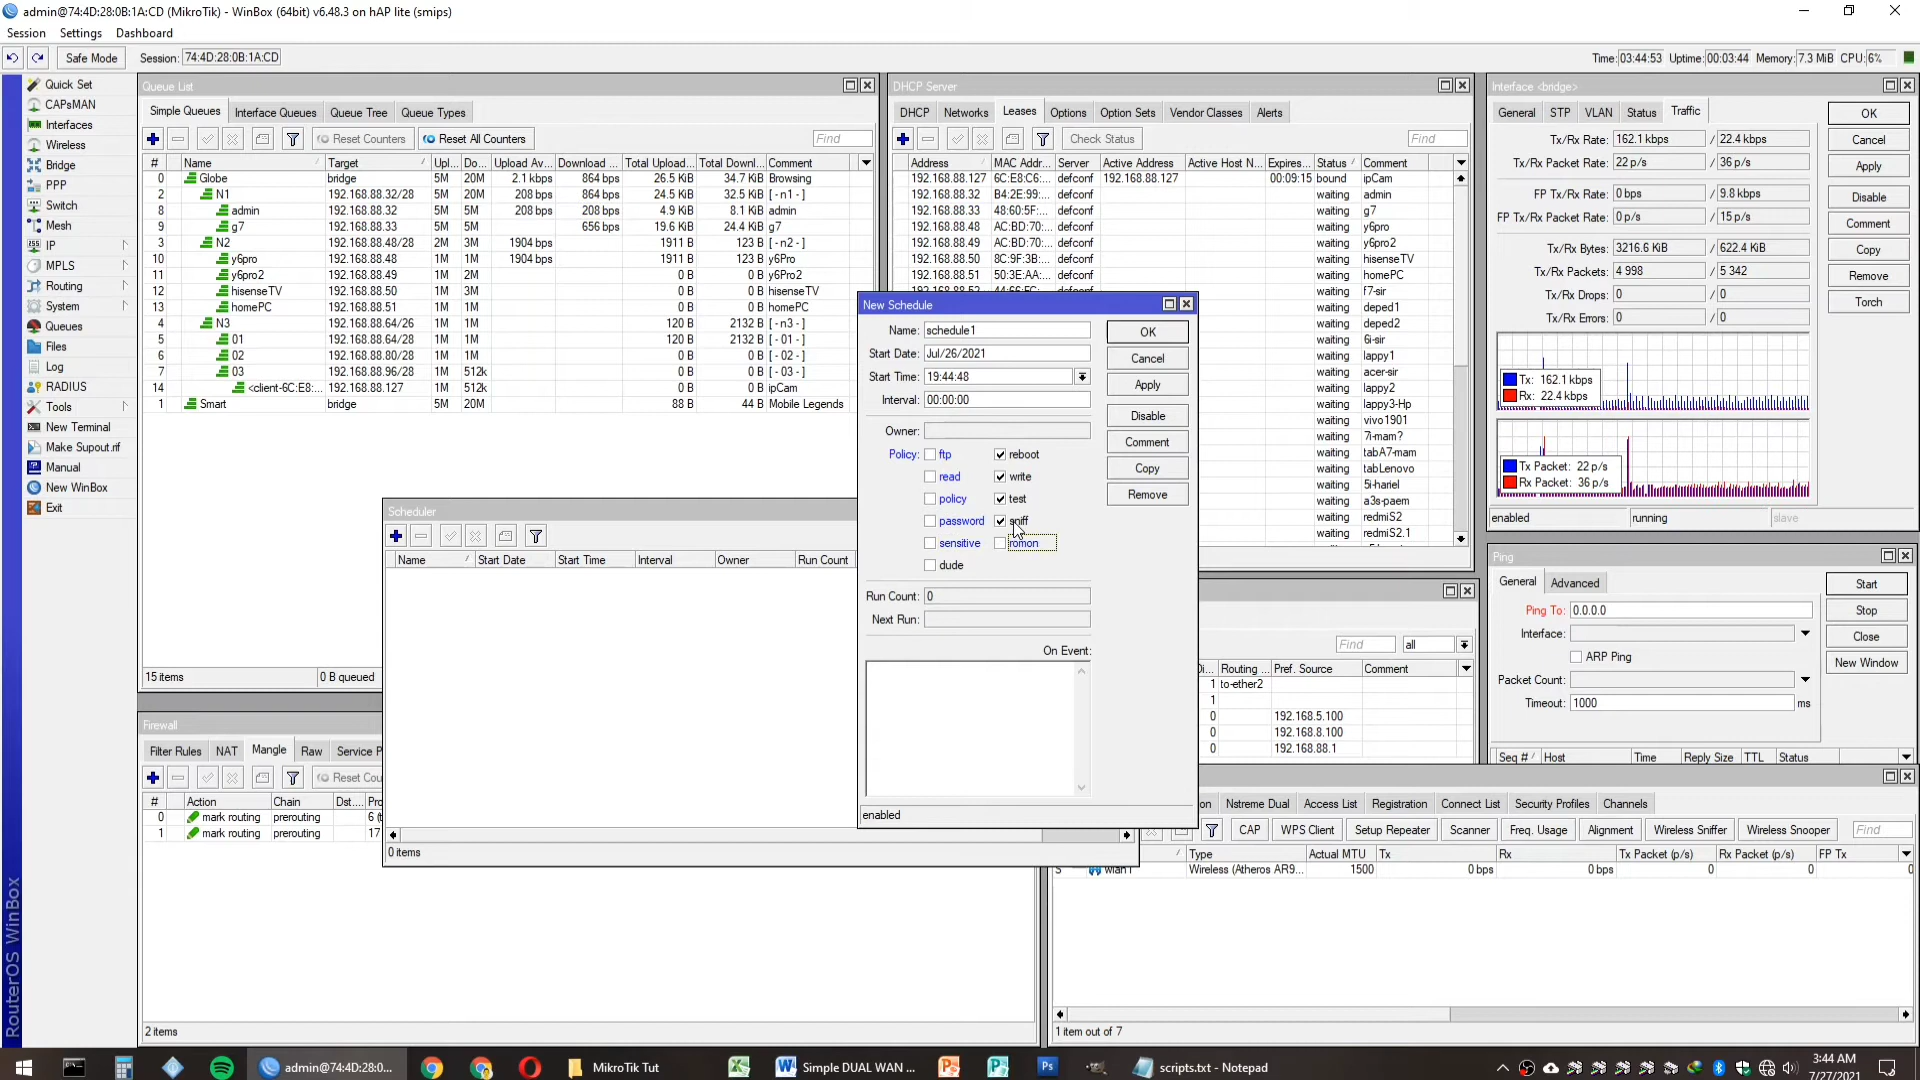 admin@74:4D:28:0B:1A:CD (MikroTik) - WinBox (64bit) v6.48.3 on hAP lite (smips)
Session Settings Dashboard
Safe Mode Session: 74:4D:28:0B:1A:CD Time: 03:44:53 Uptime: 00:03:44 Memory: 7.3 MiB CPU: 6%
Quick Set
CAPsMAN
Interfaces
Wireless
Bridge
PPP
Switch
Mesh
IP
MPLS
Routing
System
Queues
Files
Log
RADIUS
Tools
New Terminal
Make Supout.rif
Manual
New WinBox
Exit
RouterOS WinBox
Queue List
Simple Queues Interface Queues Queue Tree Queue Types
Reset Counters Reset All Counters Find
# Name Target Upl... Do... Upload Av... Download ... Total Upload... Total Downl... Comment
0 Globe bridge 5M 20M 2.1 kbps 864 bps 26.5 KiB 34.7 KiB Browsing
2 N1 192.168.88.32/28 5M 20M 208 bps 864 bps 24.5 KiB 32.5 KiB [ - n1 - ]
8 admin 192.168.88.32 5M 5M 208 bps 208 bps 4.9 KiB 8.1 KiB admin
9 g7 192.168.88.33 5M 5M 656 bps 19.6 KiB 24.4 KiB g7
3 N2 192.168.88.48/28 2M 3M 1904 bps 1911 B 123 B [ - n2 - ]
10 y6pro 192.168.88.48 1M 1M 1904 bps 1911 B 123 B y6Pro
11 y6pro2 192.168.88.49 1M 2M 0 B 0 B y6Pro2
12 hisenseTV 192.168.88.50 1M 3M 0 B 0 B hisenseTV
13 homePC 192.168.88.51 1M 1M 0 B 0 B homePC
4 N3 192.168.88.64/26 1M 1M 120 B 2132 B [ - n3 - ]
5 01 192.168.88.64/28 1M 1M 120 B 2132 B [ - 01 - ]
6 02 192.168.88.80/28 1M 1M 0 B 0 B [ - 02 - ]
7 03 192.168.88.96/28 1M 512k 0 B 0 B [ - 03 - ]
14 <client-6C:E8:... 192.168.88.127 1M 512k 0 B 0 B ipCam
1 Smart bridge 5M 20M 88 B 44 B Mobile Legends
15 items 0 B queued
DHCP Server
DHCP Networks Leases Options Option Sets Vendor Classes Alerts
Check Status Find
Address MAC Addr... Server Active Address Active Host N... Expires... Status Comment
192.168.88.127 6C:E8:C6:... defconf 192.168.88.127 00:09:15 bound ipCam
192.168.88.32 B4:2E:99:... defconf waiting admin
192.168.88.33 48:60:5F:... defconf waiting g7
192.168.88.48 AC:BD:70:... defconf waiting y6pro
192.168.88.49 AC:BD:70:... defconf waiting y6pro2
192.168.88.50 8C:9F:3B:... defconf waiting hisenseTV
192.168.88.51 50:3E:AA:... defconf waiting homePC
waiting f7-sir
waiting deped1
waiting deped2
waiting 6i-sir
waiting lappy1
waiting acer-sir
waiting lappy2
waiting lappy3-Hp
waiting vivo1901
waiting 7i-mam?
waiting tabA7-mam
waiting tabLenovo
waiting 5i-hariel
waiting a3s-paem
waiting redmiS2
waiting redmiS2.1
Interface <bridge>
General STP VLAN Status Traffic
Tx/Rx Rate: 162.1 kbps / 22.4 kbps
Tx/Rx Packet Rate: 22 p/s / 36 p/s
FP Tx/Rx Rate: 0 bps / 9.8 kbps
FP Tx/Rx Packet Rate: 0 p/s / 15 p/s
Tx/Rx Bytes: 3216.6 KiB / 622.4 KiB
Tx/Rx Packets: 4 998 / 5 342
Tx/Rx Drops: 0 / 0
Tx/Rx Errors: 0 / 0
Tx: 162.1 kbps
Rx: 22.4 kbps
Tx Packet: 22 p/s
Rx Packet: 36 p/s
enabled running slave
OK
Cancel
Apply
Disable
Comment
Copy
Remove
Torch
New Schedule
Name: schedule1
Start Date: Jul/26/2021
Start Time: 19:44:48
Interval: 00:00:00
Owner:
Policy: ftp reboot
read write
policy test
password sniff
sensitive romon
dude
Run Count: 0
Next Run:
On Event:
enabled
OK
Cancel
Apply
Disable
Comment
Copy
Remove
Scheduler
Name Start Date Start Time Interval Owner Run Count
0 items
Find all
Di... Routing ... Pref. Source Comment
1 to-ether2
1
0 192.168.5.100
0 192.168.8.100
0 192.168.88.1
Ping
General Advanced
Ping To: 0.0.0.0
Interface:
ARP Ping
Packet Count:
Timeout: 1000 ms
Start
Stop
Close
New Window
Seq # Host Time Reply Size TTL Status
Firewall
Filter Rules NAT Mangle Raw Service P
Reset Cou
# Action Chain Dst.... Pro
0 mark routing prerouting 6 (t
1 mark routing prerouting 17
2 items
on Nstreme Dual Access List Registration Connect List Security Profiles Channels
CAP WPS Client Setup Repeater Scanner Freq. Usage Alignment Wireless Sniffer Wireless Snooper Find
Type Actual MTU Tx Rx Tx Packet (p/s) Rx Packet (p/s) FP Tx
S wlan1 Wireless (Atheros AR9... 1500 0 bps 0 bps 0 0
1 item out of 7
admin@74:4D:28:0... MikroTik Tut Simple DUAL WAN ... scripts.txt - Notepad
3:44 AM
7/27/2021